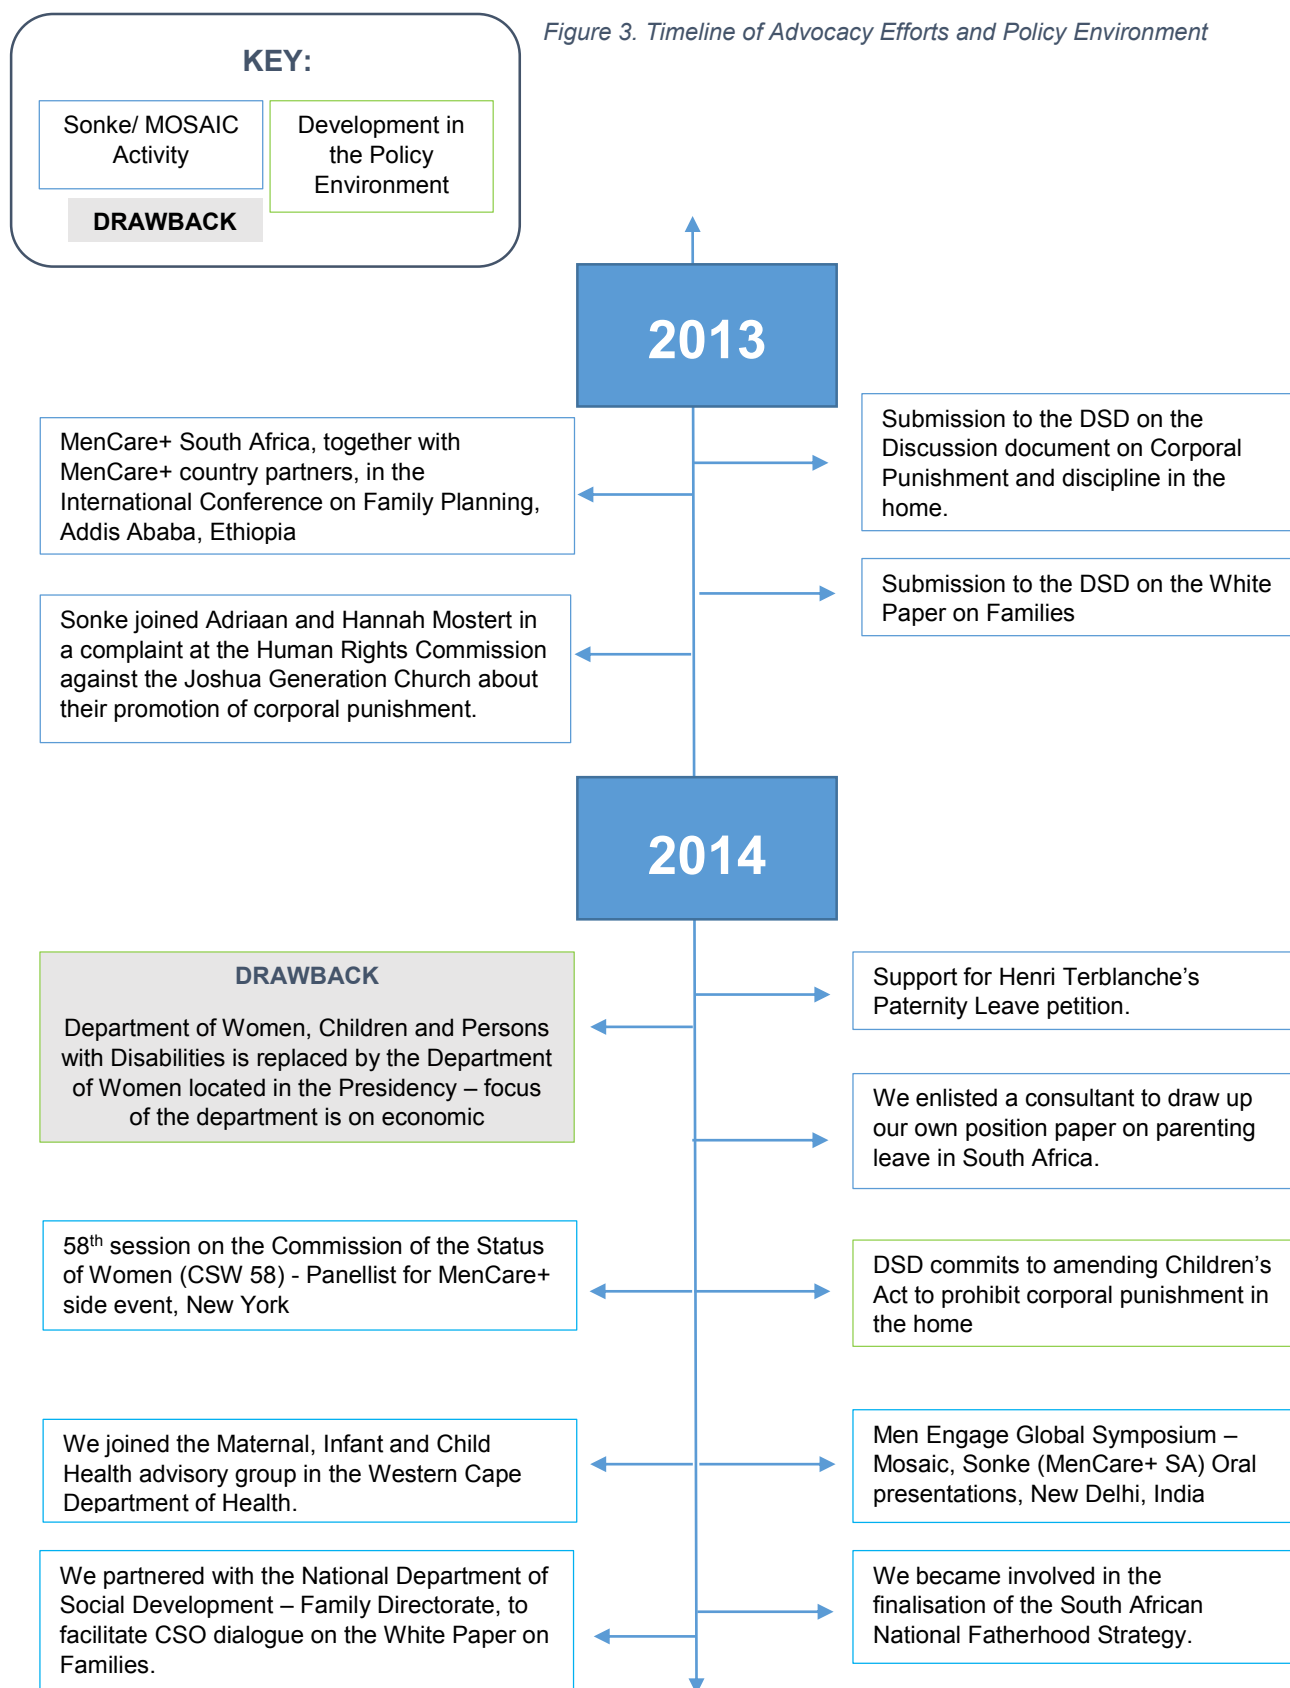 Figure 3. Timeline of Advocacy Efforts and Policy Environment
KEY:
Sonke/ MOSAIC
Activity
Development in
the Policy
Environment
DRAWBACK
2013
MenCare+ South Africa, together with
MenCare+ country partners, in the
International Conference on Family Planning,
Addis Ababa, Ethiopia
Submission to the DSD on the
Discussion document on Corporal
Punishment and discipline in the
home.
Submission to the DSD on the White
Paper on Families
Sonke joined Adriaan and Hannah Mostert in
a complaint at the Human Rights Commission
against the Joshua Generation Church about
their promotion of corporal punishment.
2014
DRAWBACK
Department of Women, Children and Persons
with Disabilities is replaced by the Department
of Women located in the Presidency – focus
of the department is on economic
Support for Henri Terblanche’s
Paternity Leave petition.
We enlisted a consultant to draw up
our own position paper on parenting
leave in South Africa.
58th session on the Commission of the Status
of Women (CSW 58) - Panellist for MenCare+
side event, New York
DSD commits to amending Children’s
Act to prohibit corporal punishment in
the home
We joined the Maternal, Infant and Child
Health advisory group in the Western Cape
Department of Health.
Men Engage Global Symposium –
Mosaic, Sonke (MenCare+ SA) Oral
presentations, New Delhi, India
We partnered with the National Department of
Social Development – Family Directorate, to
facilitate CSO dialogue on the White Paper on
Families.
We became involved in the
finalisation of the South African
National Fatherhood Strategy.